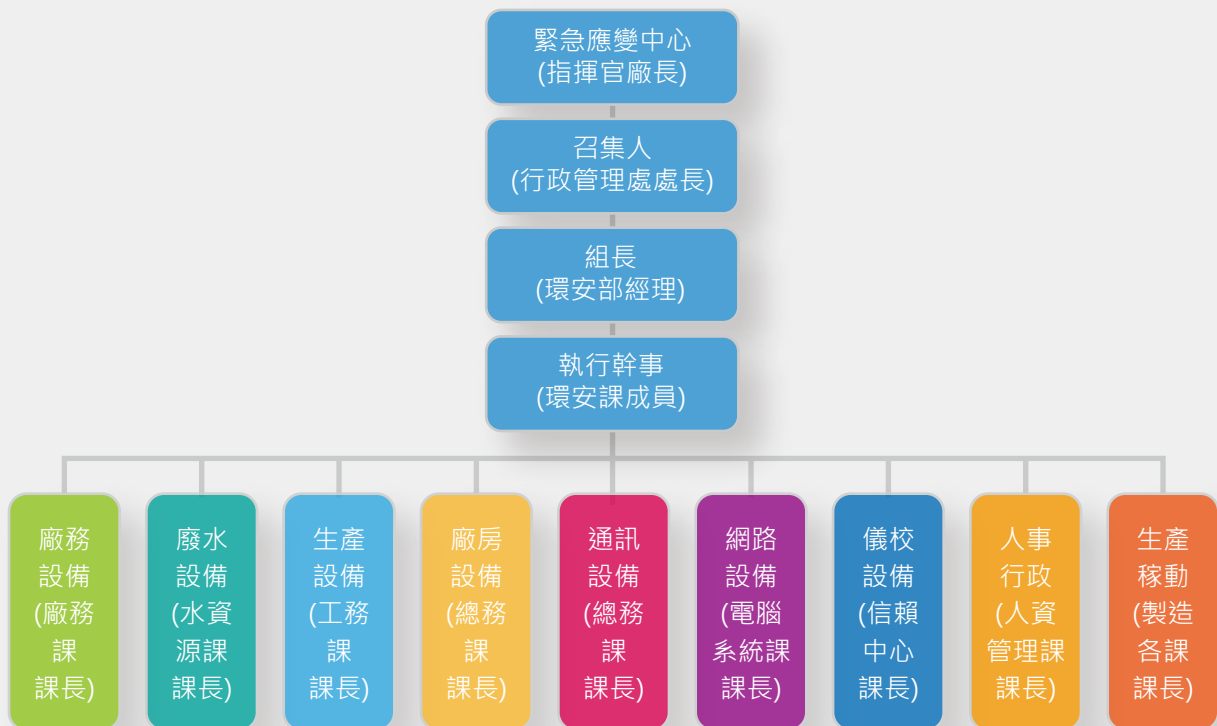 緊急應變中心
(指揮官廠長)
召集人
(行政管理處處長)
組長
(環安部經理)
執行幹事
(環安課成員)
廠務
設備
(廠務
課
課長)
廢水
設備
(水資
源課
課長)
生產
設備
(工務
課
課長)
廠房
設備
(總務
課
課長)
通訊
設備
(總務
課
課長)
網路
設備
(電腦
系統課
課長)
儀校
設備
(信賴
中心
課長)
人事
行政
(人資
管理課
課長)
生產
稼動
(製造
各課
課長)